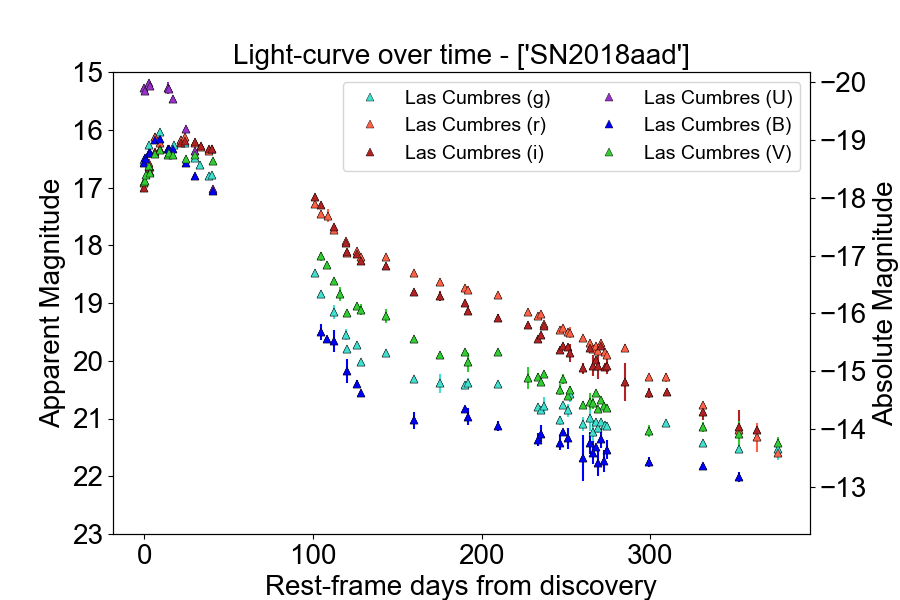 Light-curve over time - ['SN2018aad']
Las Cumbres (g)
Las Cumbres (r)
Las Cumbres (i)
Las Cumbres (U)
Las Cumbres (B)
Las Cumbres (V)
Apparent Magnitude
15
16
17
18
19
20
21
22
23
−20
−19
−18
−17
−16
−15
−14
−13
Absolute Magnitude
0
100
200
300
Rest-frame days from discovery